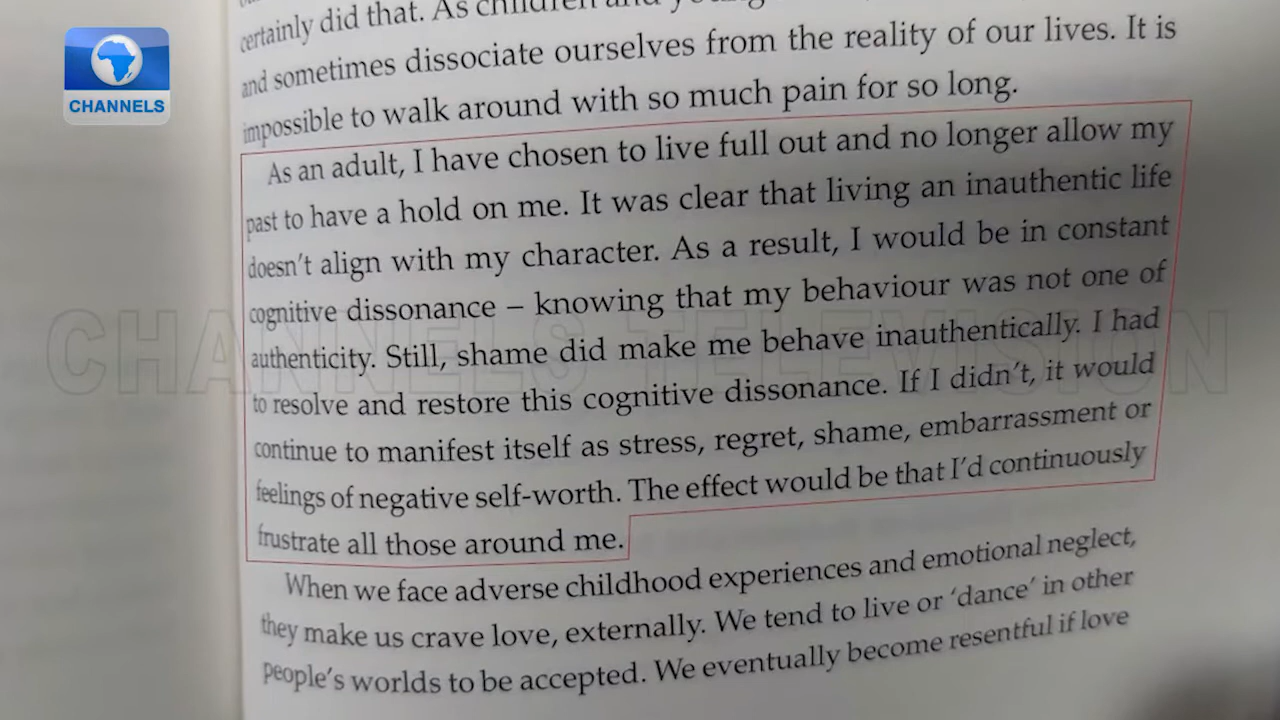 certainly did that. As children and
and sometimes dissociate ourselves from the reality of our lives. It is
impossible to walk around with so much pain for so long.
As an adult, I have chosen to live full out and no longer allow my
past to have a hold on me. It was clear that living an inauthentic life
doesn't align with my character. As a result, I would be in constant
cognitive dissonance – knowing that my behaviour was not one of
authenticity. Still, shame did make me behave inauthentically. I had
to resolve and restore this cognitive dissonance. If I didn't, it would
continue to manifest itself as stress, regret, shame, embarrassment or
feelings of negative self-worth. The effect would be that I'd continuously
frustrate all those around me.
When we face adverse childhood experiences and emotional neglect,
they make us crave love, externally. We tend to live or 'dance' in other
people's worlds to be accepted. We eventually become resentful if love
CHANNELS
CHANNELS TELEVISION